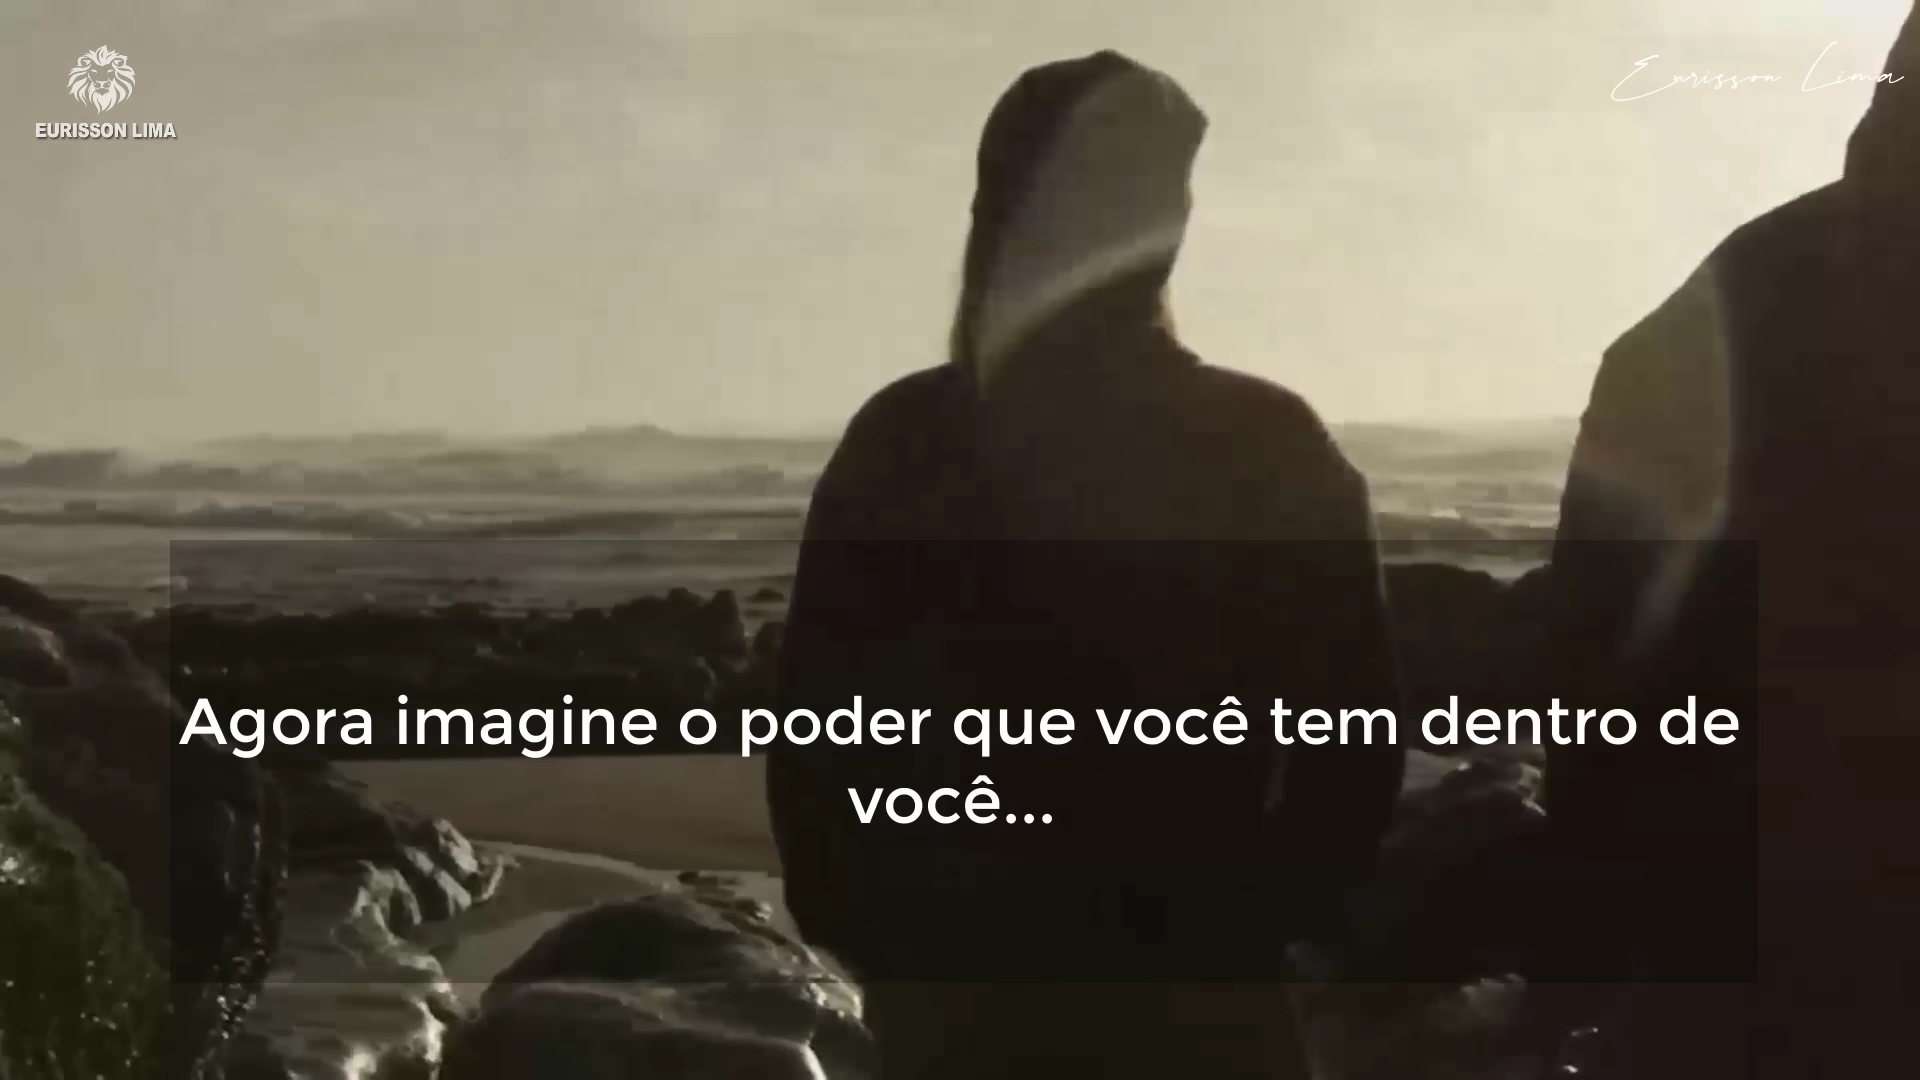 EURISSON LIMA
Eurisson Lima
Agora imagine o poder que você tem dentro de
você...